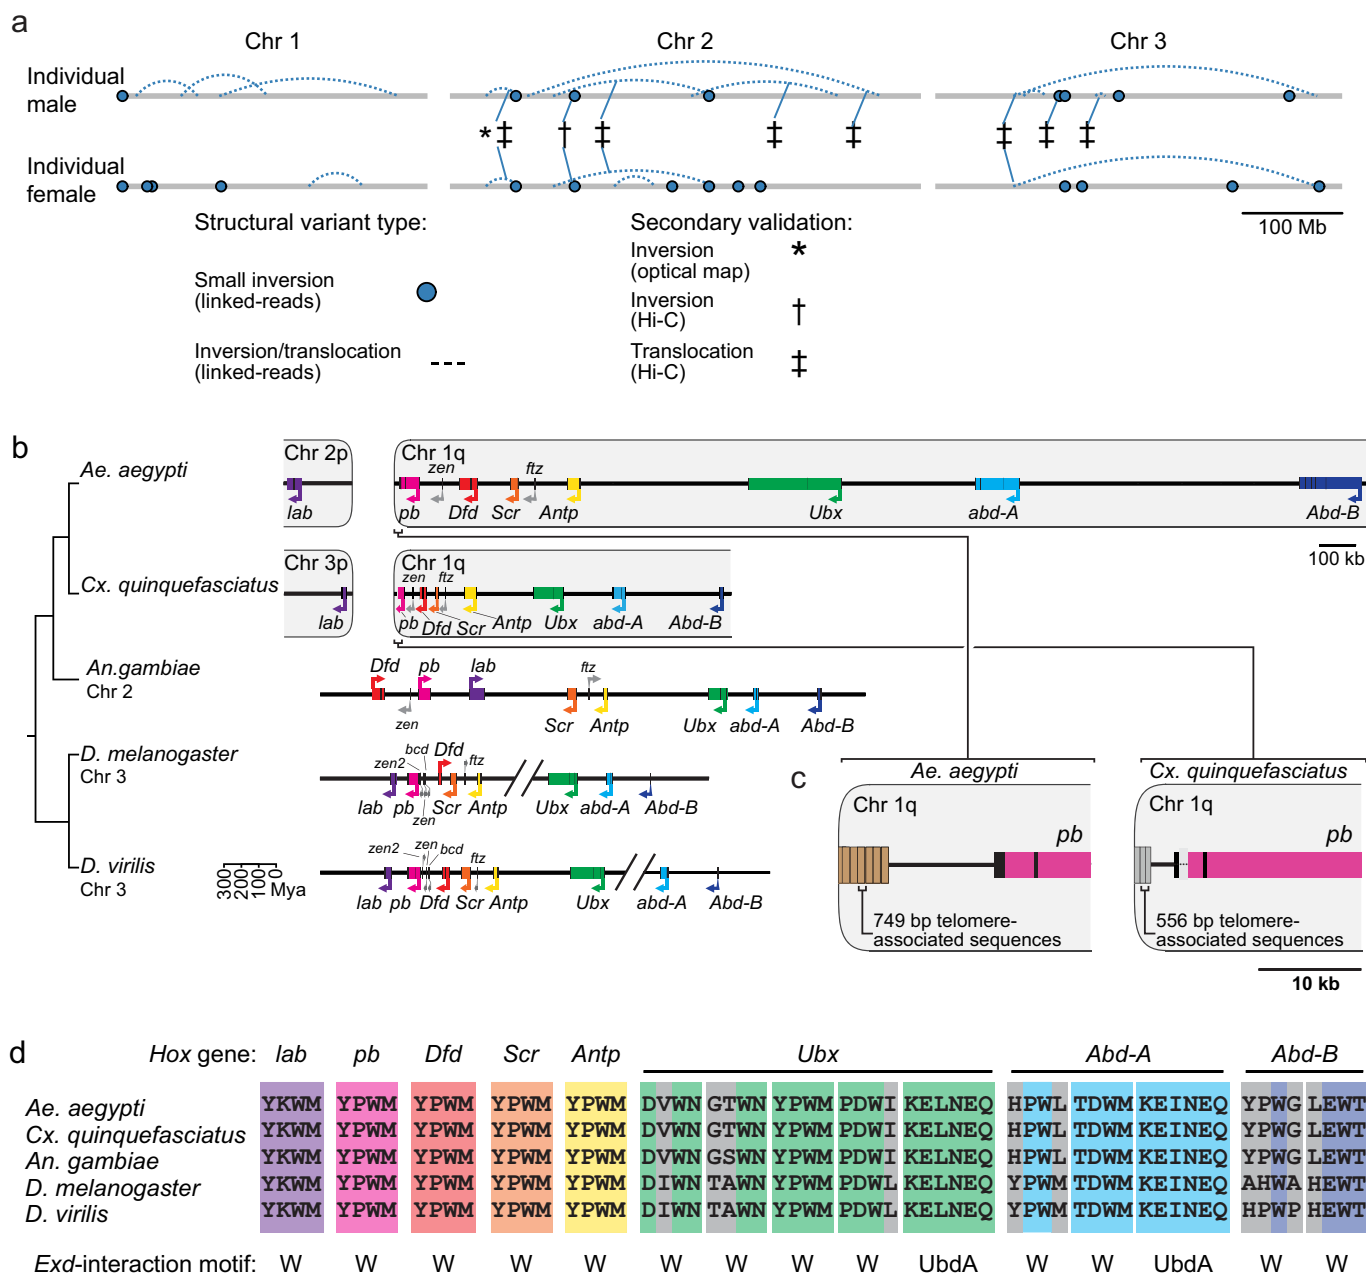 a
Chr 1
Chr 2
Chr 3
Individual
male
* ‡ † ‡ ‡ ‡ ‡ ‡ ‡
Individual
female
100 Mb
Structural variant type:
Small inversion
(linked-reads)
Inversion/translocation
(linked-reads)
Secondary validation:
Inversion
(optical map)
*
Inversion
(Hi-C)
†
Translocation
(Hi-C)
‡
b
Ae. aegypti
Chr 2p
lab
Chr 1q
zen
ftz
pb Dfd Scr Antp Ubx abd-A Abd-B
100 kb
Cx. quinquefasciatus
Chr 3p
lab
Chr 1q
zen
ftz
pb Dfd Scr Antp Ubx abd-A Abd-B
An.gambiae
Chr 2
Dfd pb lab ftz
zen Scr Antp Ubx abd-A Abd-B
D. melanogaster
Chr 3
zen2 bcd Dfd ftz
lab pb zen Scr Antp Ubx abd-A Abd-B
D. virilis
Chr 3
300 200 100 0 Mya
zen2 zen bcd ftz
lab pb Dfd Scr Antp Ubx abd-A Abd-B
c
Ae. aegypti
Chr 1q
pb
749 bp telomere-
associated sequences
Cx. quinquefasciatus
Chr 1q
pb
556 bp telomere-
associated sequences
10 kb
d
Hox gene: lab pb Dfd Scr Antp Ubx Abd-A Abd-B
Ae. aegypti YKWM YPWM YPWM YPWM YPWM DVWN GTWN YPWM PDWI KELNEQ HPWL TDWM KEINEQ YPWG LEWT
Cx. quinquefasciatus YKWM YPWM YPWM YPWM YPWM DVWN GTWN YPWM PDWI KELNEQ HPWL TDWM KEINEQ YPWG LEWT
An. gambiae YKWM YPWM YPWM YPWM YPWM DVWN GSWN YPWM PDWI KELNEQ HPWL TDWM KEINEQ YPWG LEWT
D. melanogaster YKWM YPWM YPWM YPWM YPWM DIWN TAWN YPWM PDWL KELNEQ YPWM TDWM KEINEQ AHWA HEWT
D. virilis YKWM YPWM YPWM YPWM YPWM DIWN TAWN YPWM PDWL KELNEQ YPWM TDWM KEINEQ HPWP HEWT
Exd-interaction motif: W W W W W W W W W UbdA W W UbdA W W